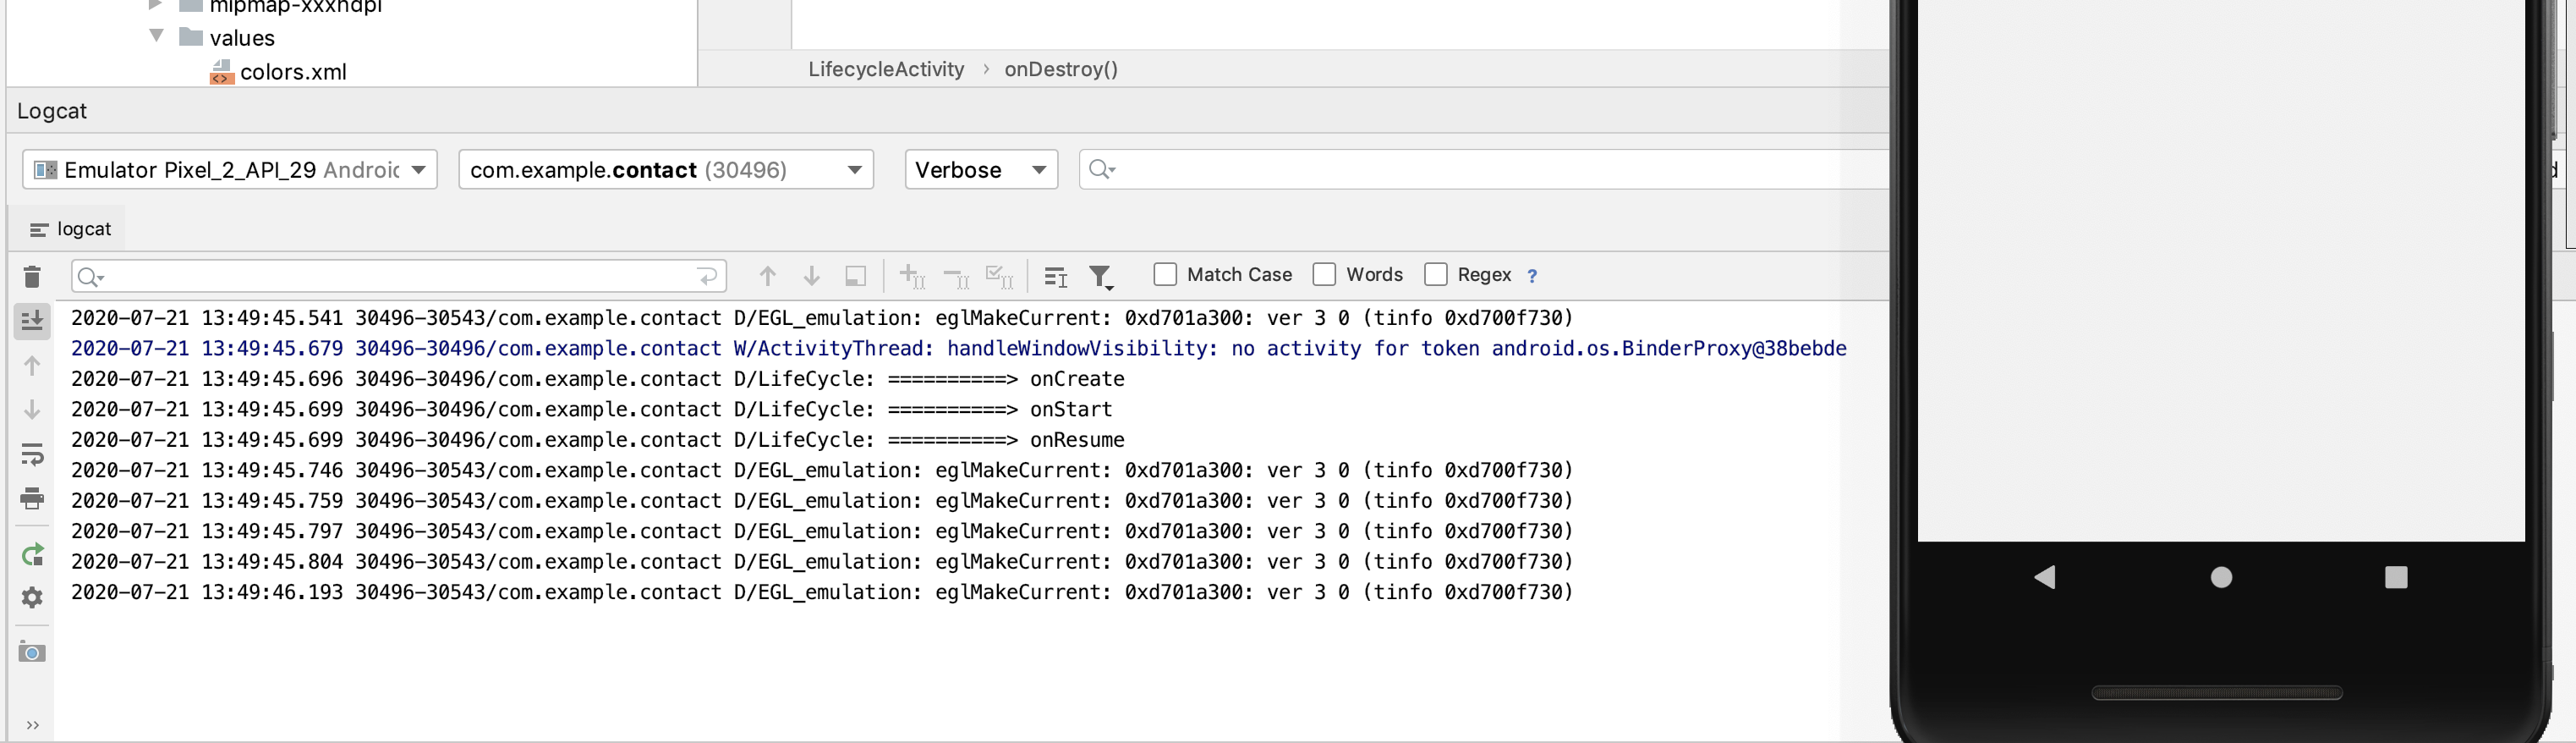 mipmap-xxxhdpi
values
colors.xml
LifecycleActivity › onDestroy()
Logcat
Emulator Pixel_2_API_29 Android com.example.contact (30496) Verbose
logcat
Match Case Words Regex ?
2020-07-21 13:49:45.541 30496-30543/com.example.contact D/EGL_emulation: eglMakeCurrent: 0xd701a300: ver 3 0 (tinfo 0xd700f730)
2020-07-21 13:49:45.679 30496-30496/com.example.contact W/ActivityThread: handleWindowVisibility: no activity for token android.os.BinderProxy@38bebde
2020-07-21 13:49:45.696 30496-30496/com.example.contact D/LifeCycle: ==========> onCreate
2020-07-21 13:49:45.699 30496-30496/com.example.contact D/LifeCycle: ==========> onStart
2020-07-21 13:49:45.699 30496-30496/com.example.contact D/LifeCycle: ==========> onResume
2020-07-21 13:49:45.746 30496-30543/com.example.contact D/EGL_emulation: eglMakeCurrent: 0xd701a300: ver 3 0 (tinfo 0xd700f730)
2020-07-21 13:49:45.759 30496-30543/com.example.contact D/EGL_emulation: eglMakeCurrent: 0xd701a300: ver 3 0 (tinfo 0xd700f730)
2020-07-21 13:49:45.797 30496-30543/com.example.contact D/EGL_emulation: eglMakeCurrent: 0xd701a300: ver 3 0 (tinfo 0xd700f730)
2020-07-21 13:49:45.804 30496-30543/com.example.contact D/EGL_emulation: eglMakeCurrent: 0xd701a300: ver 3 0 (tinfo 0xd700f730)
2020-07-21 13:49:46.193 30496-30543/com.example.contact D/EGL_emulation: eglMakeCurrent: 0xd701a300: ver 3 0 (tinfo 0xd700f730)